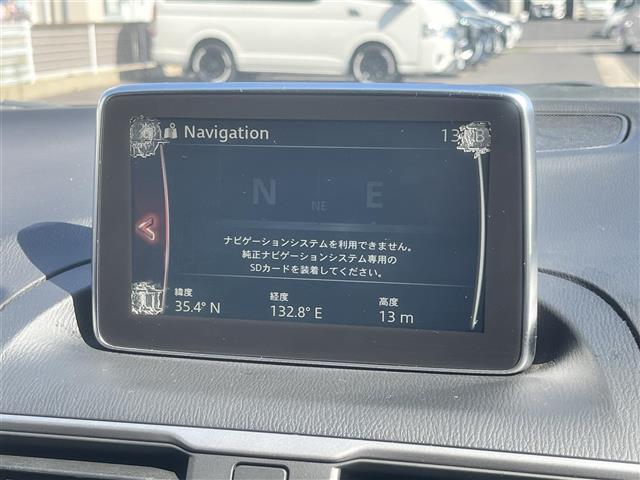 Navigation
N NE E
ナビゲーションシステムを利用できません。
純正ナビゲーションシステム専用の
SDカードを装着してください。
緯度 経度 高度
35.4° N 132.8° E 13 m